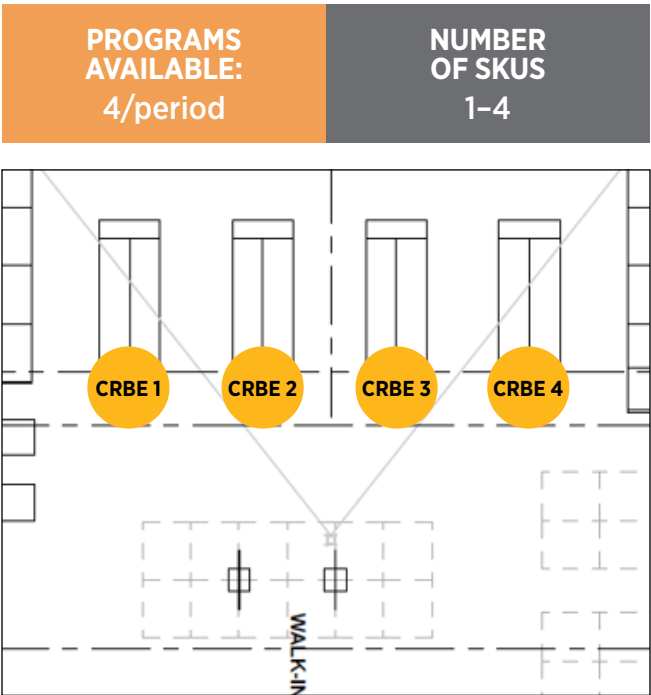 PROGRAMS
AVAILABLE:
4/period
NUMBER
OF SKUS
1–4
CRBE 1
CRBE 2
CRBE 3
CRBE 4
WALK-IN